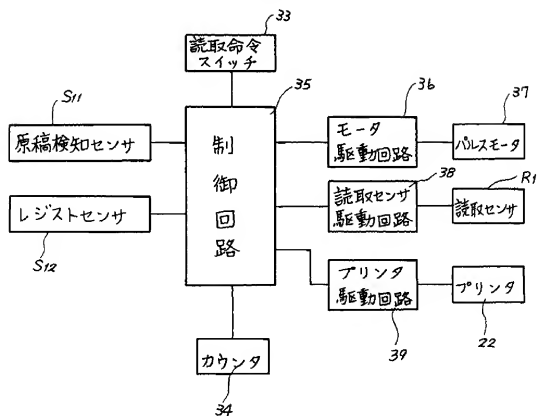 33
読取命令
スイッチ
S11
原稿検知センサ
レジストセンサ
S12
35
制御回路
36
モータ
駆動回路
37
パルスモータ
38
読取センサ
駆動回路
R1
読取センサ
プリンタ
駆動回路
39
プリンタ
22
カウンタ
34